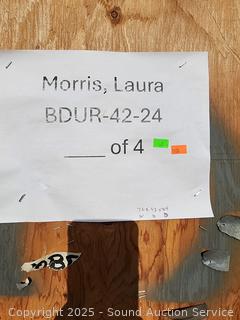 Morris, Laura
BDUR-42-24
____ of 4
Copyright 2025 - Sound Auction Service